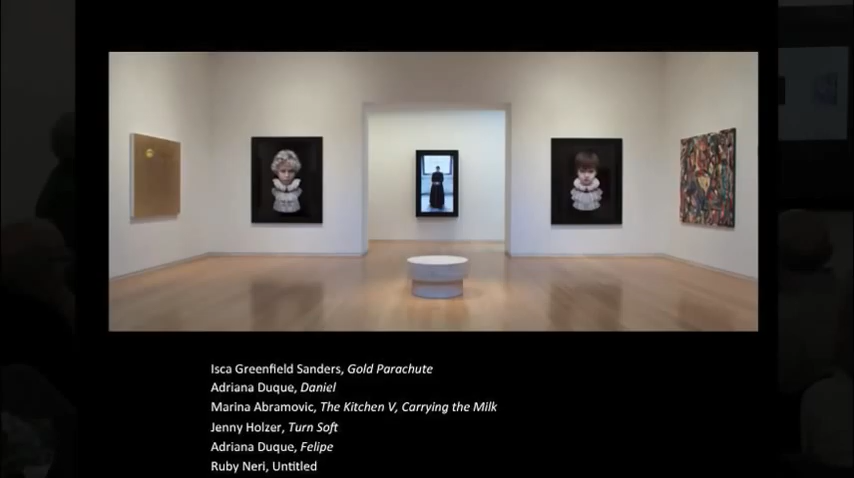 Isca Greenfield Sanders, Gold Parachute
Adriana Duque, Daniel
Marina Abramovic, The Kitchen V, Carrying the Milk
Jenny Holzer, Turn Soft
Adriana Duque, Felipe
Ruby Neri, Untitled